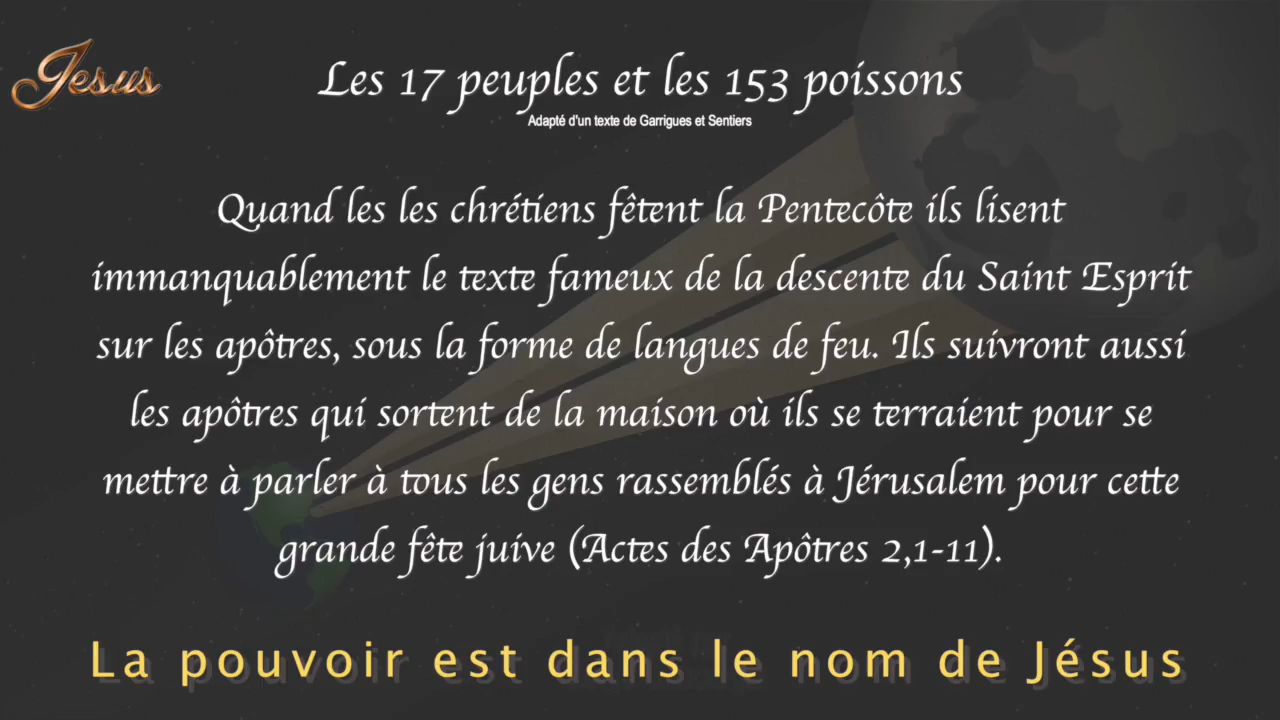 Jesus
Les 17 peuples et les 153 poissons
Adapté d'un texte de Garrigues et Sentiers
Quand les les chrétiens fêtent la Pentecôte ils lisent
immanquablement le texte fameux de la descente du Saint Esprit
sur les apôtres, sous la forme de langues de feu. Ils suivront aussi
les apôtres qui sortent de la maison où ils se terraient pour se
mettre à parler à tous les gens rassemblés à Jérusalem pour cette
grande fête juive (Actes des Apôtres 2,1-11).
La pouvoir est dans le nom de Jésus